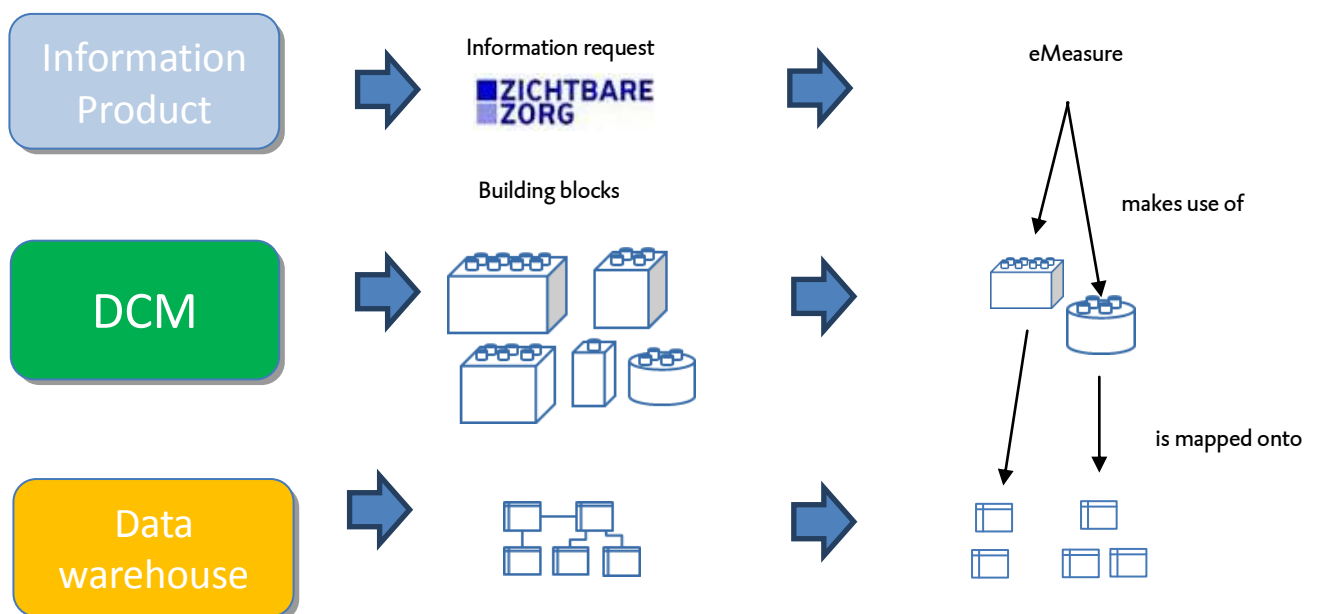 Information
Product
Information request
ZICHTBARE
ZORG
eMeasure
Building blocks
makes use of
DCM
is mapped onto
Data
warehouse